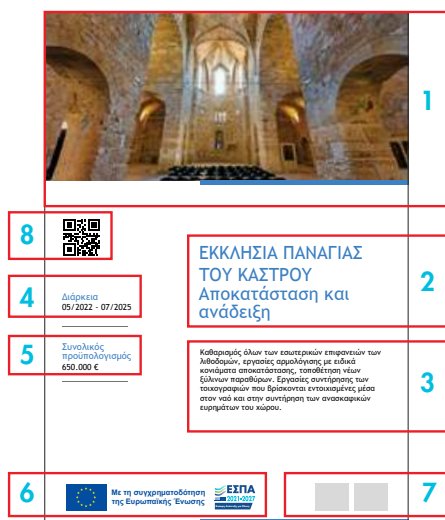 1
8
ΕΚΚΛΗΣΙΑ ΠΑΝΑΓΙΑΣ
ΤΟΥ ΚΑΣΤΡΟΥ
Αποκατάσταση και
ανάδειξη
2
4
Διάρκεια
05/2022 - 07/2025
5
Συνολικός
προϋπολογισμός
650.000 €
Καθαρισμός όλων των εσωτερικών επιφανειών των
λιθοδομών, εργασίες αρμολόγισης με ειδικά
κονιάματα αποκατάστασης, τοποθέτηση νέων
ξύλινων παραθύρων. Εργασίες συντήρησης των
τοιχογραφιών που βρίσκονται εντοιχισμένες μέσα
στον ναό και στην συντήρηση των ανασκαφικών
ευρημάτων του χώρου.
3
6
Με τη συγχρηματοδότηση
της Ευρωπαϊκής Ένωσης
ΕΣΠΑ
2021-2027
7